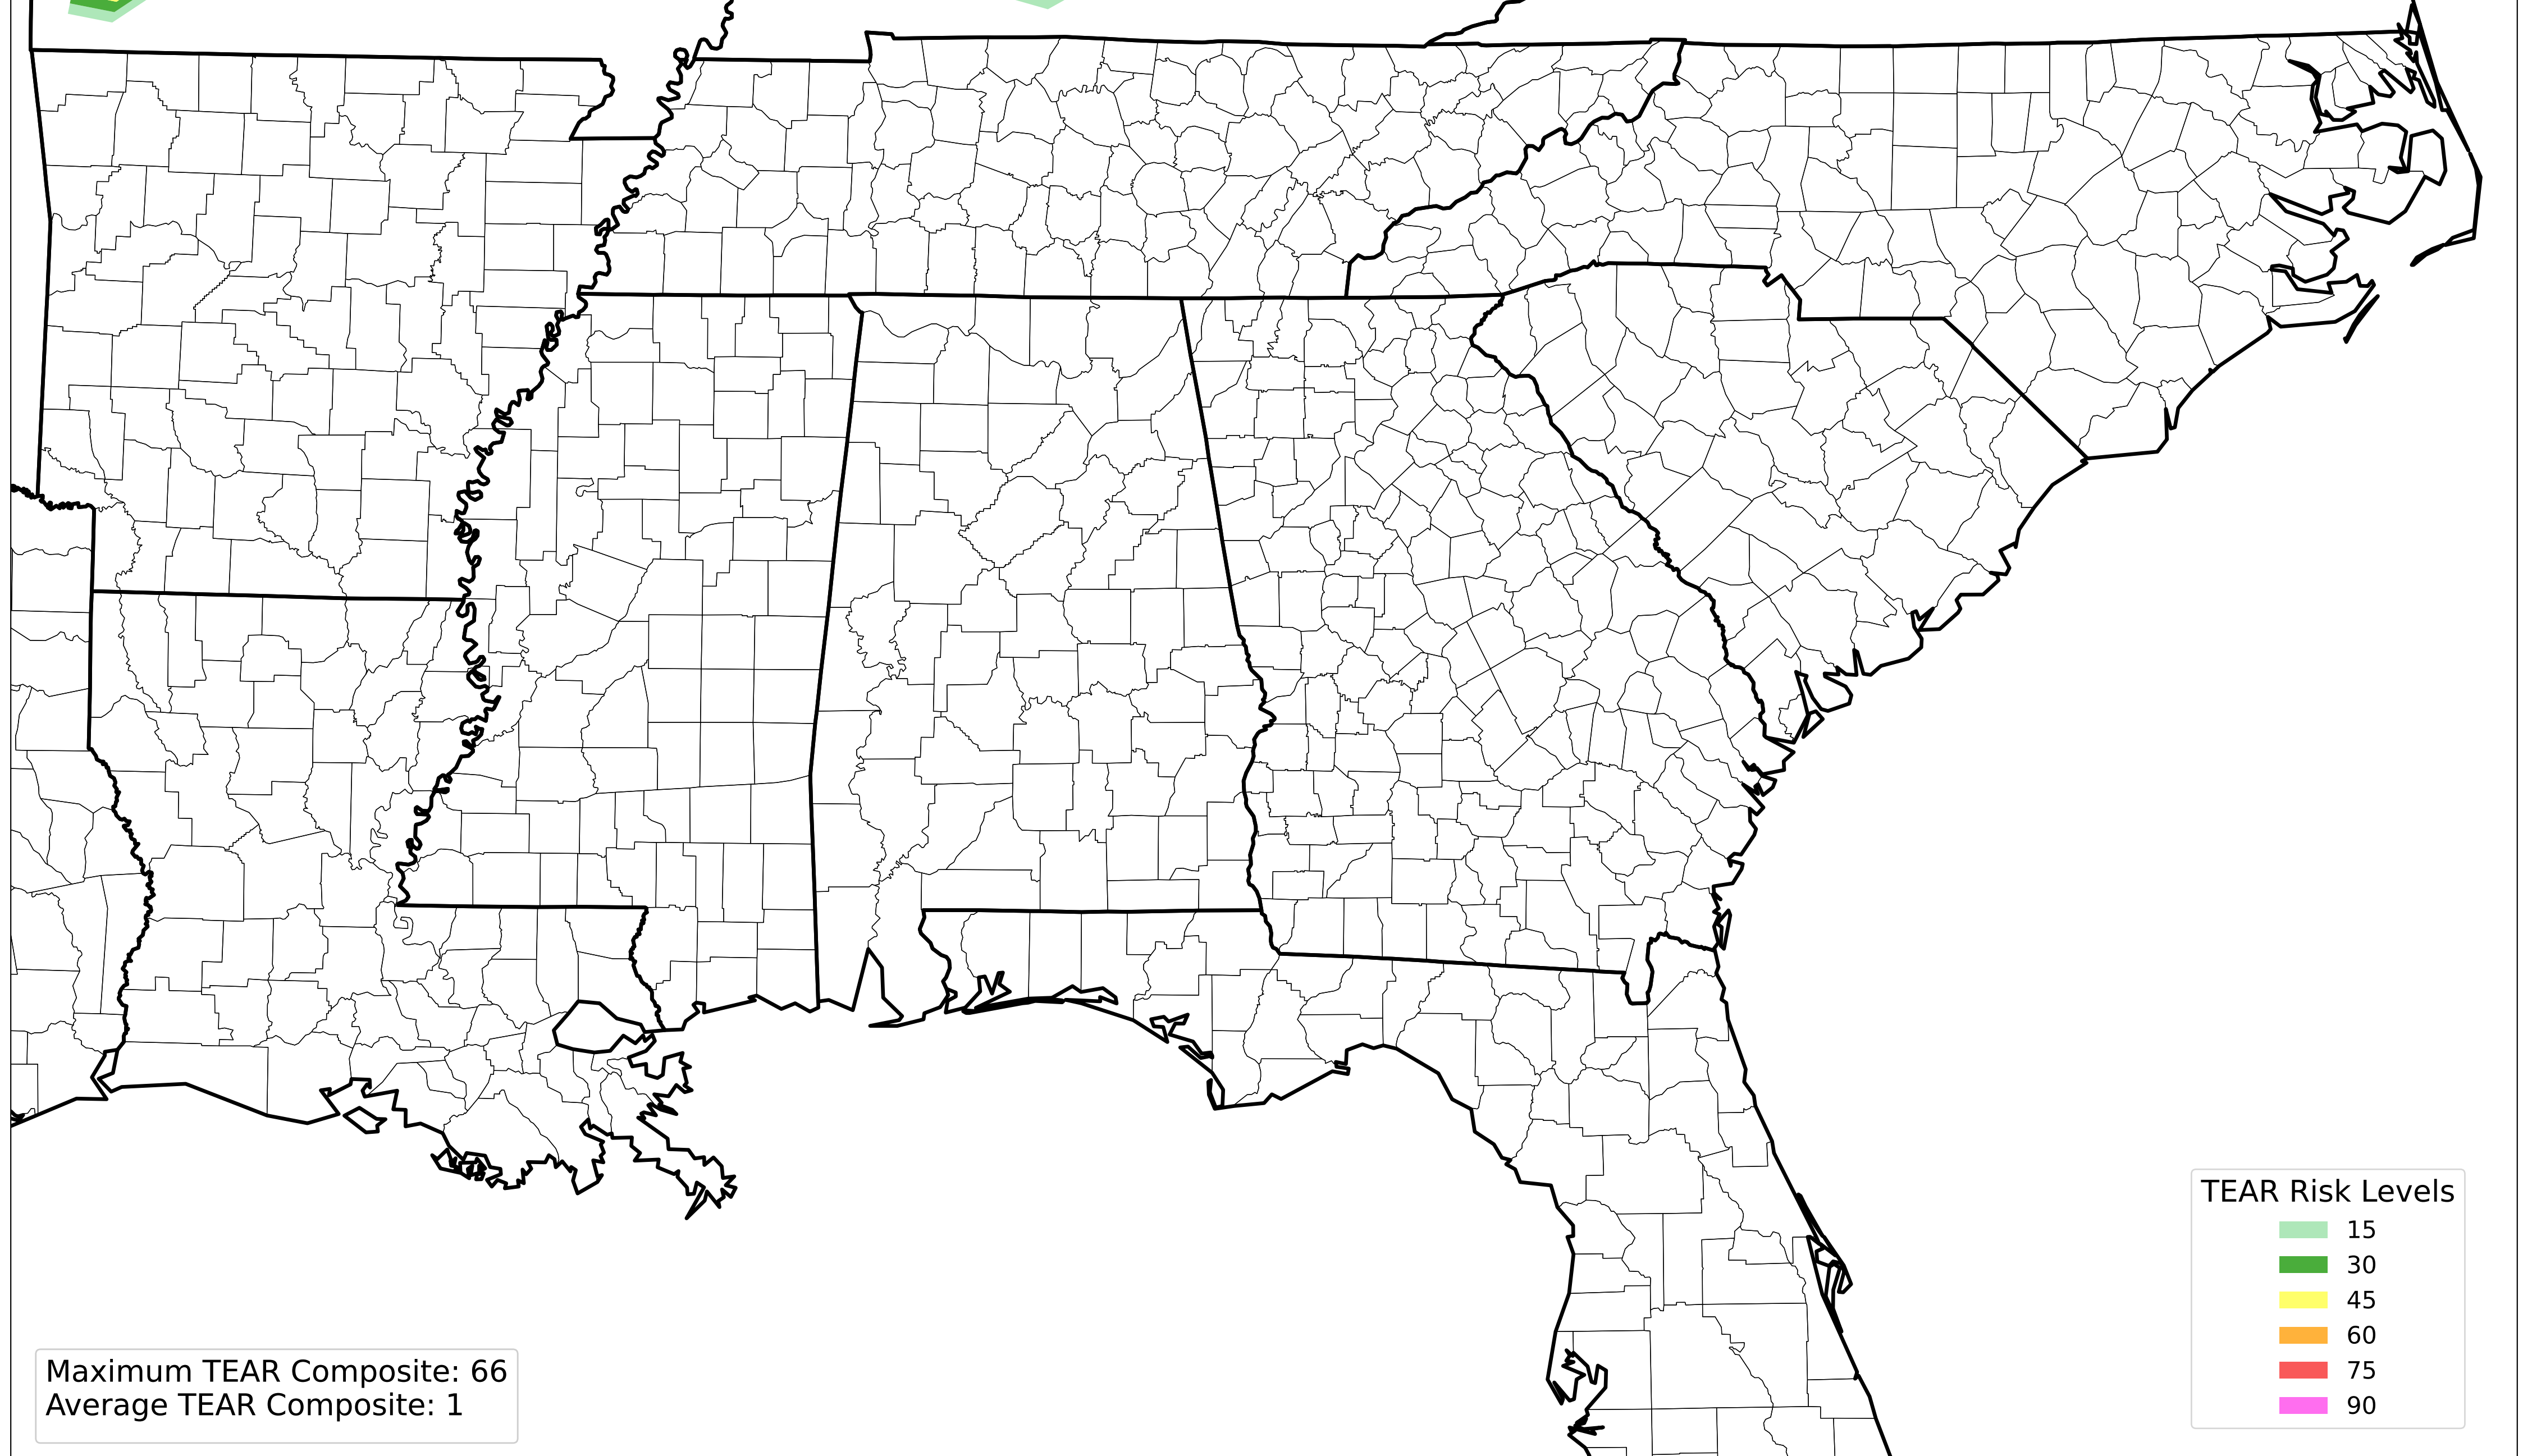 TEAR Risk Levels
15
30
45
60
75
90
Maximum TEAR Composite: 66
Average TEAR Composite: 1